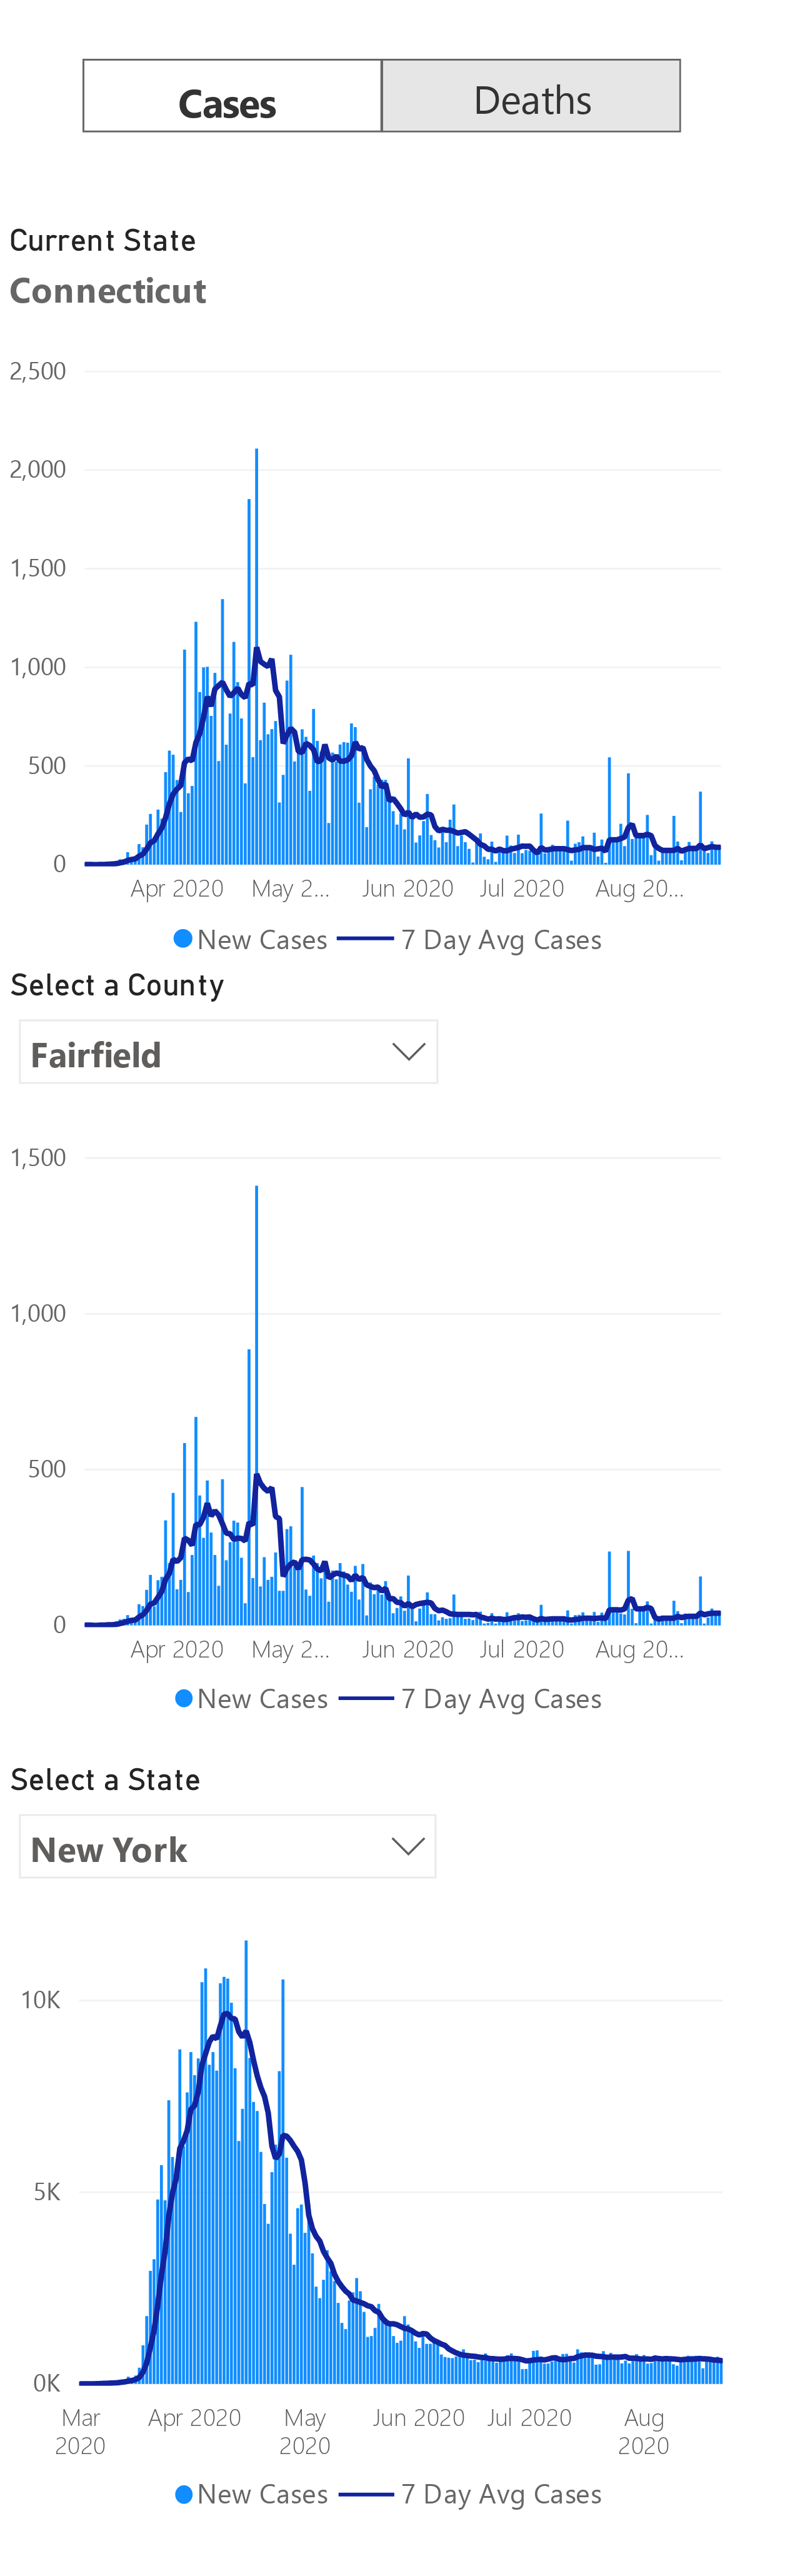 Cases Deaths
Current State
Connecticut
2,500
2,000
1,500
1,000
500
0
Apr 2020 May 2... Jun 2020 Jul 2020 Aug 20...
New Cases 7 Day Avg Cases
Select a County
Fairfield
1,500
1,000
500
0
Apr 2020 May 2... Jun 2020 Jul 2020 Aug 20...
New Cases 7 Day Avg Cases
Select a State
New York
10K
5K
0K
Mar 2020 Apr 2020 May 2020 Jun 2020 Jul 2020 Aug 2020
New Cases 7 Day Avg Cases